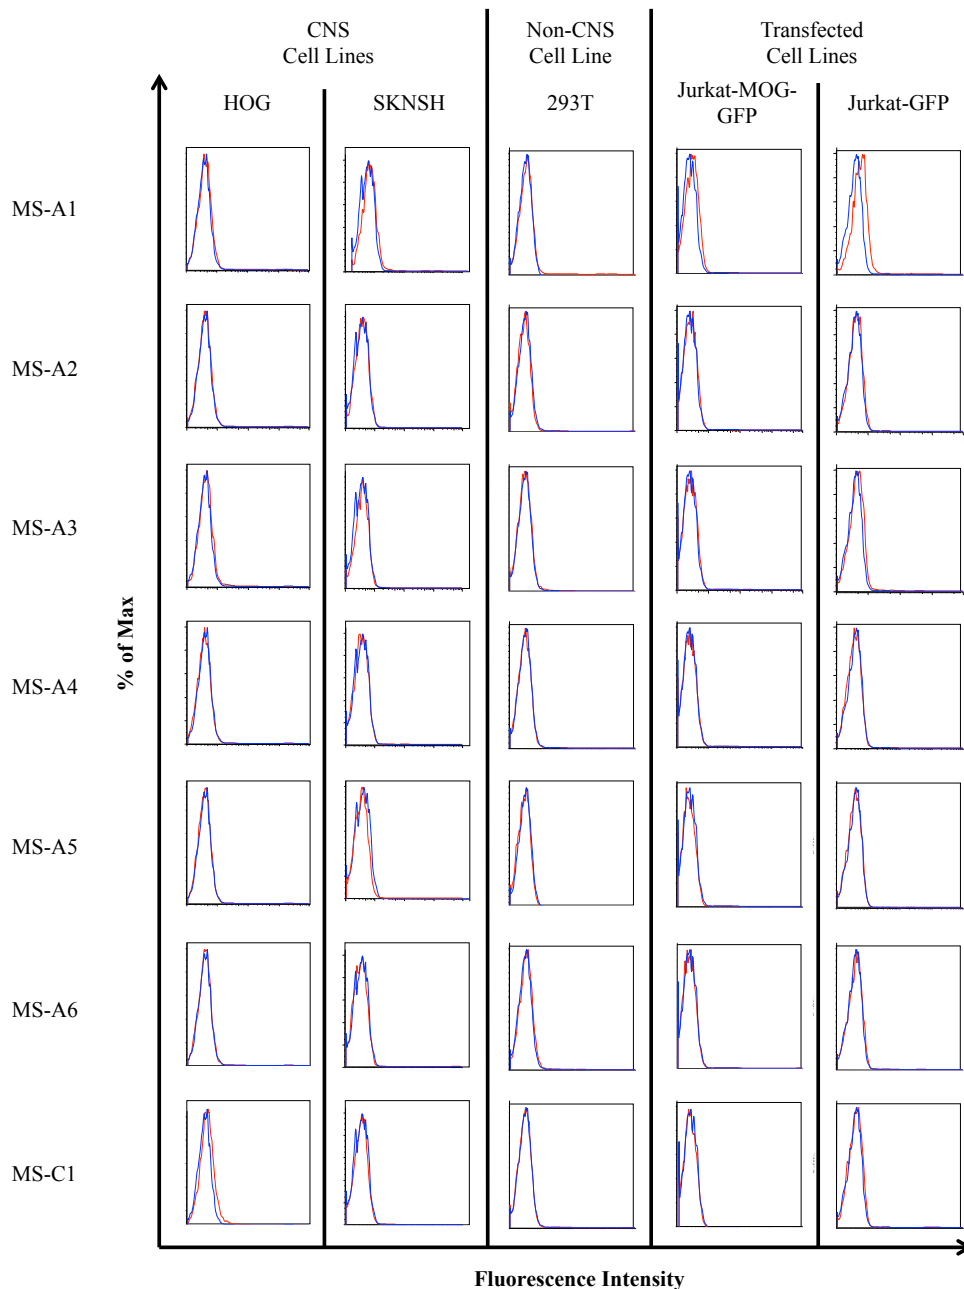 CNS
Cell Lines
Non-CNS
Cell Line
Transfected
Cell Lines
HOG
SKNSH
293T
Jurkat-MOG-
GFP
Jurkat-GFP
MS-A1
MS-A2
MS-A3
MS-A4
MS-A5
MS-A6
MS-C1
% of Max
Fluorescence Intensity